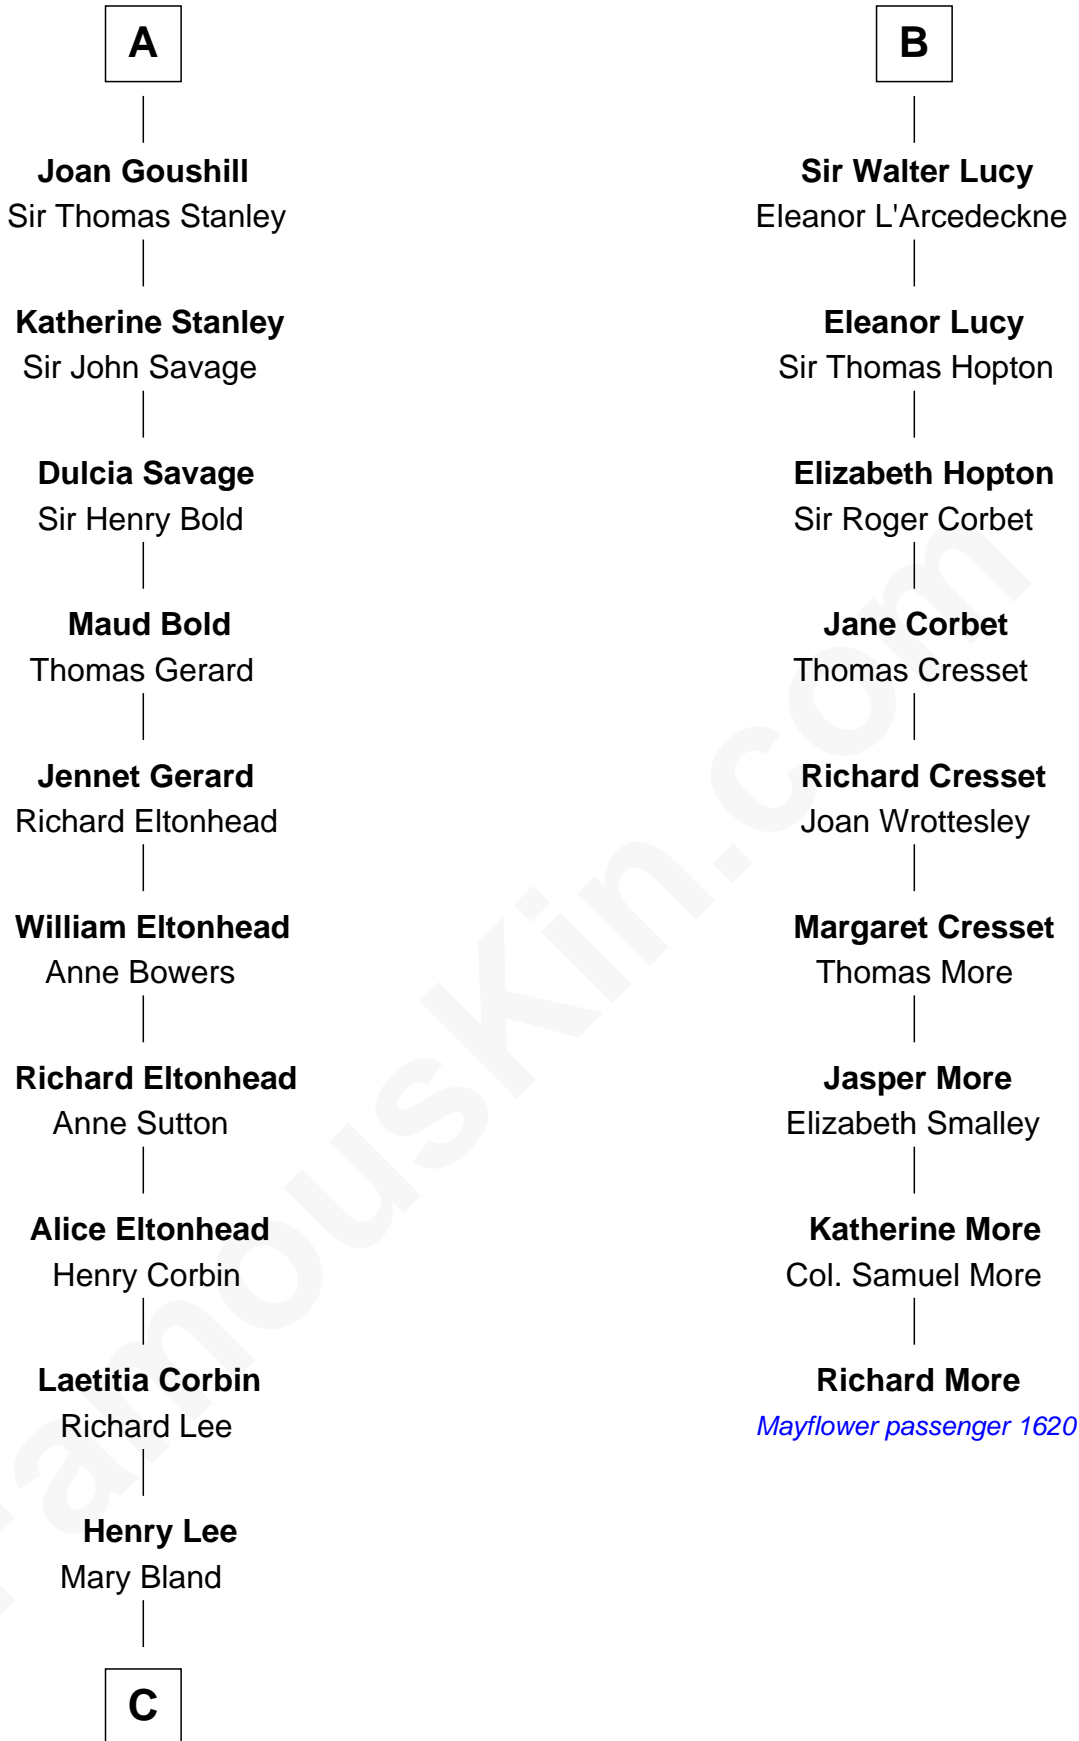 A
Joan Goushill
Sir Thomas Stanley
Katherine Stanley
Sir John Savage
Dulcia Savage
Sir Henry Bold
Maud Bold
Thomas Gerard
Jennet Gerard
Richard Eltonhead
William Eltonhead
Anne Bowers
Richard Eltonhead
Anne Sutton
Alice Eltonhead
Henry Corbin
Laetitia Corbin
Richard Lee
Henry Lee
Mary Bland
C
B
Sir Walter Lucy
Eleanor L'Arcedeckne
Eleanor Lucy
Sir Thomas Hopton
Elizabeth Hopton
Sir Roger Corbet
Jane Corbet
Thomas Cresset
Richard Cresset
Joan Wrottesley
Margaret Cresset
Thomas More
Jasper More
Elizabeth Smalley
Katherine More
Col. Samuel More
Richard More
Mayflower passenger 1620
FamousKin.com